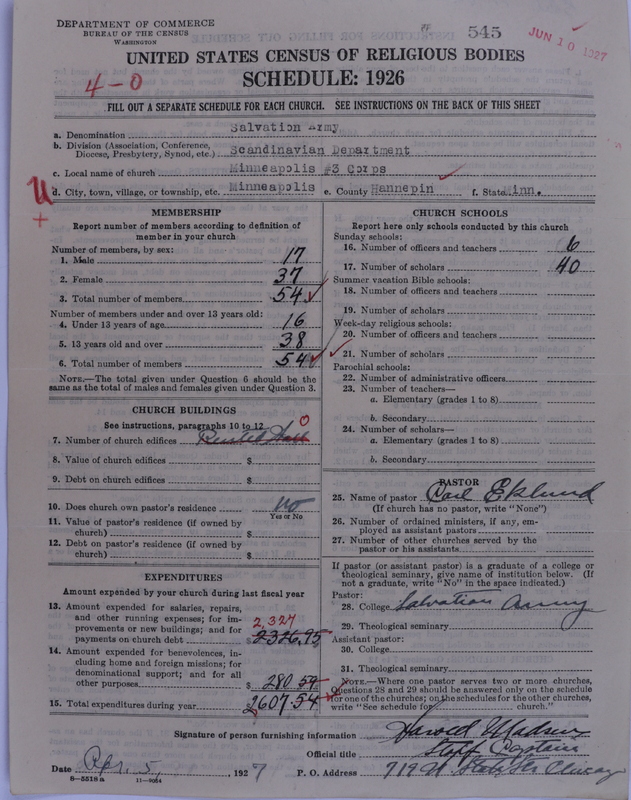 DEPARTMENT OF COMMERCE
BUREAU OF THE CENSUS
WASHINGTON
545
JUN 10 1927
UNITED STATES CENSUS OF RELIGIOUS BODIES
SCHEDULE: 1926
4-0
FILL OUT A SEPARATE SCHEDULE FOR EACH CHURCH. SEE INSTRUCTIONS ON THE BACK OF THIS SHEET
a. Denomination Salvation Army
b. Division (Association, Conference, Diocese, Presbytery, Synod, etc.) Scandinavian Department
c. Local name of church Minneapolis #3 Corps
d. City, town, village, or township, etc. Minneapolis e. County Hannepin f. State Minn.
MEMBERSHIP
Report number of members according to definition of
member in your church
Number of members, by sex:
1. Male 17
2. Female 37
3. Total number of members 54
Number of members under and over 13 years old:
4. Under 13 years of age 16
5. 13 years old and over 38
6. Total number of members 54
NOTE.—The total given under Question 6 should be the
same as the total of males and females given under Question 3.
CHURCH BUILDINGS
See instructions, paragraphs 10 to 12
7. Number of church edifices Rented Hall 0
8. Value of church edifices $
9. Debt on church edifices $
10. Does church own pastor's residence No
Yes or No
11. Value of pastor's residence (if owned by
church) $
12. Debt on pastor's residence (if owned by
church) $
EXPENDITURES
Amount expended by your church during last fiscal year
13. Amount expended for salaries, repairs,
and other running expenses; for im-
provements or new buildings; and for 2,327
payments on church debt $2326.95
14. Amount expended for benevolences, in-
cluding home and foreign missions; for
denominational support; and for all
other purposes $ 280.59
15. Total expenditures during year 2607.54
CHURCH SCHOOLS
Report here only schools conducted by this church
Sunday schools:
16. Number of officers and teachers 6
17. Number of scholars 40
Summer vacation Bible schools:
18. Number of officers and teachers
19. Number of scholars
Week-day religious schools:
20. Number of officers and teachers
21. Number of scholars
Parochial schools:
22. Number of administrative officers
23. Number of teachers—
a. Elementary (grades 1 to 8)
b. Secondary
24. Number of scholars—
a. Elementary (grades 1 to 8)
b. Secondary
PASTOR
25. Name of pastor Carl Eklund
(If church has no pastor, write "None")
26. Number of ordained ministers, if any, em-
ployed as assistant pastors
27. Number of other churches served by the
pastor or his assistants
If pastor (or assistant pastor) is a graduate of a college or
theological seminary, give name of institution below. (If
not a graduate, write "No" in the space indicated.)
Pastor:
28. College Salvation Army
29. Theological seminary
Assistant pastor:
30. College
31. Theological seminary
NOTE.—Where one pastor serves two or more churches,
Questions 28 and 29 should be answered only on the schedule
for one of the churches; on the schedules for the other churches,
write "See schedule for church."
Signature of person furnishing information Harold Madsen
Official title Staff Captain
Date Apr. 5, 1927 P. O. Address 719 N. State St. Chicago
8-5518a 11-9064